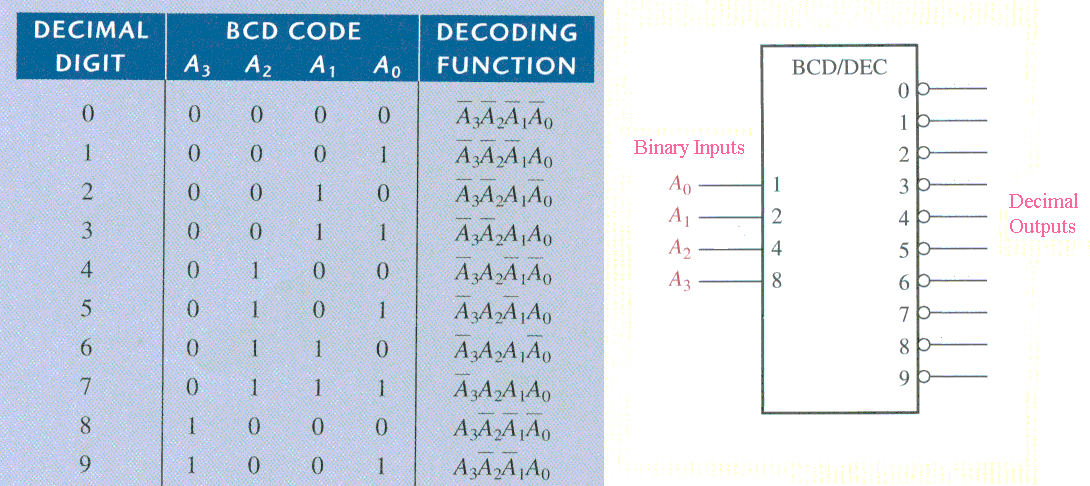 DECIMAL BCD CODE DECODING
DIGIT A3 A2 A1 A0 FUNCTION
0 0 0 0 0 A̅3A̅2A̅1A̅0
1 0 0 0 1 A̅3A̅2A̅1A0
2 0 0 1 0 A̅3A̅2A1A̅0
3 0 0 1 1 A̅3A̅2A1A0
4 0 1 0 0 A̅3A2A̅1A̅0
5 0 1 0 1 A̅3A2A̅1A0
6 0 1 1 0 A̅3A2A1A̅0
7 0 1 1 1 A̅3A2A1A0
8 1 0 0 0 A3A̅2A̅1A̅0
9 1 0 0 1 A3A̅2A̅1A0
BCD/DEC
Binary Inputs
A0 1
A1 2
A2 4
A3 8
0
1
2
3
4
5
6
7
8
9
Decimal
Outputs